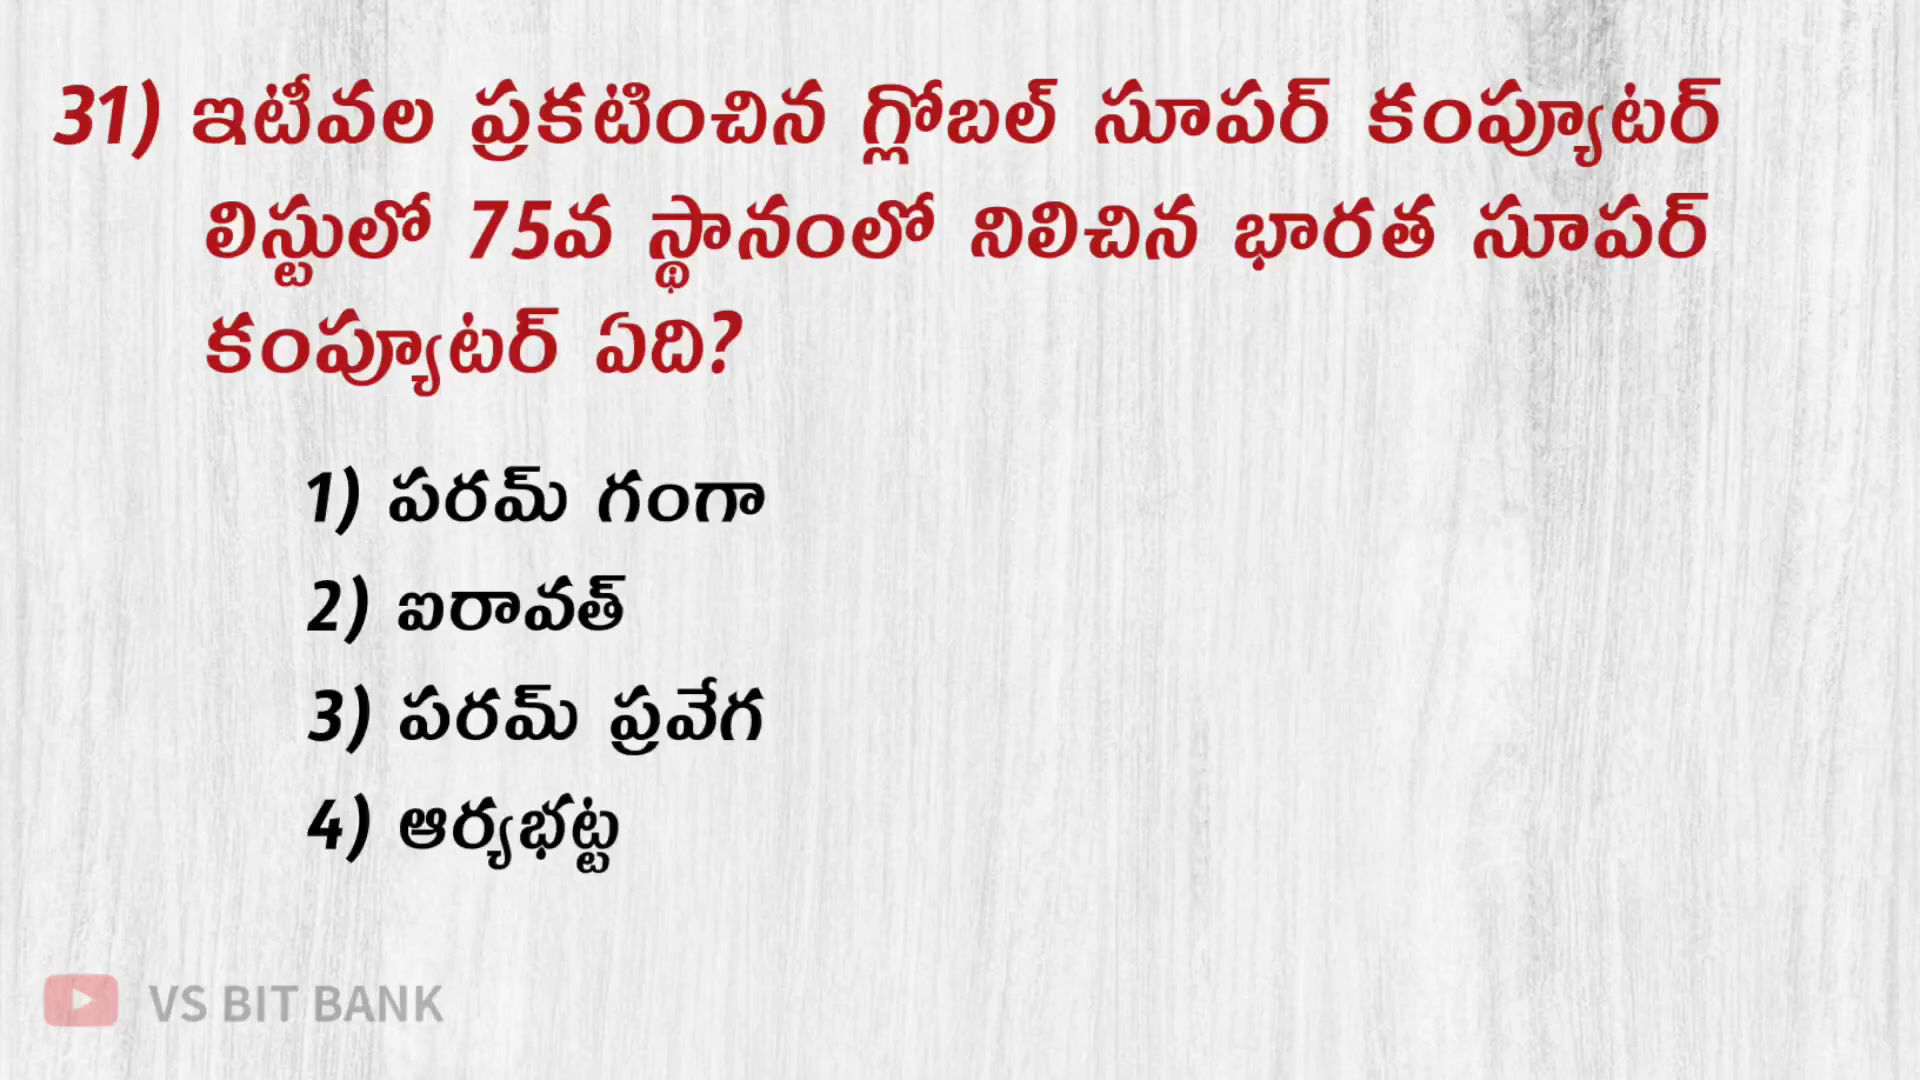 31) ఇటీవల ప్రకటించిన గ్లోబల్ సూపర్ కంప్యూటర్
లిస్టులో 75వ స్థానంలో నిలిచిన భారత సూపర్
కంప్యూటర్ ఏది?
1) పరమ్ గంగా
2) ఐరావత్
3) పరమ్ ప్రవేగ
4) ఆర్యభట్ట
VS BIT BANK